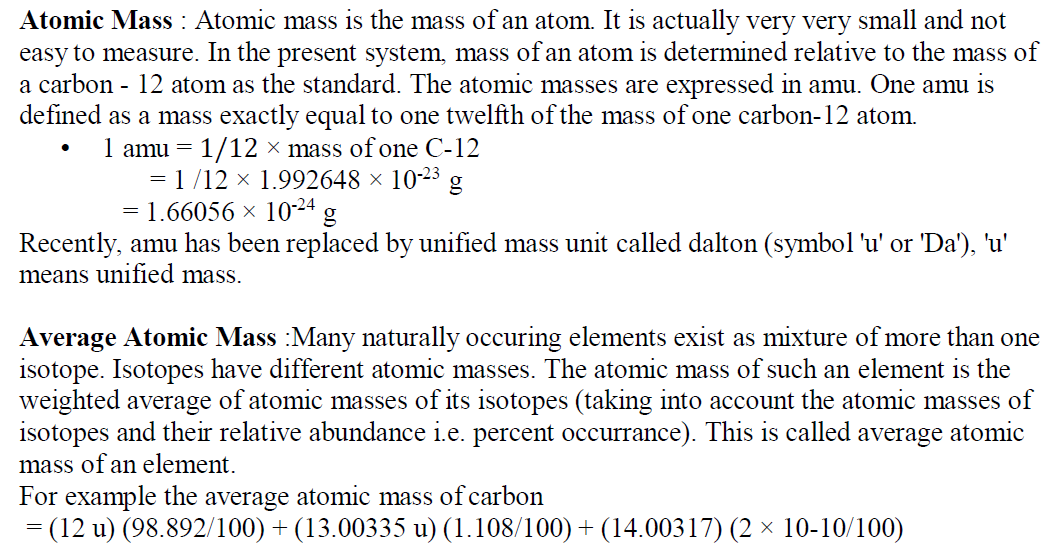 Atomic Mass : Atomic mass is the mass of an atom. It is actually very very small and not
easy to measure. In the present system, mass of an atom is determined relative to the mass of
a carbon - 12 atom as the standard. The atomic masses are expressed in amu. One amu is
defined as a mass exactly equal to one twelfth of the mass of one carbon-12 atom.
• 1 amu = 1/12 × mass of one C-12
= 1 /12 × 1.992648 × 10⁻²³ g
= 1.66056 × 10⁻²⁴ g
Recently, amu has been replaced by unified mass unit called dalton (symbol 'u' or 'Da'), 'u'
means unified mass.
Average Atomic Mass :Many naturally occuring elements exist as mixture of more than one
isotope. Isotopes have different atomic masses. The atomic mass of such an element is the
weighted average of atomic masses of its isotopes (taking into account the atomic masses of
isotopes and their relative abundance i.e. percent occurrance). This is called average atomic
mass of an element.
For example the average atomic mass of carbon
= (12 u) (98.892/100) + (13.00335 u) (1.108/100) + (14.00317) (2 × 10-10/100)